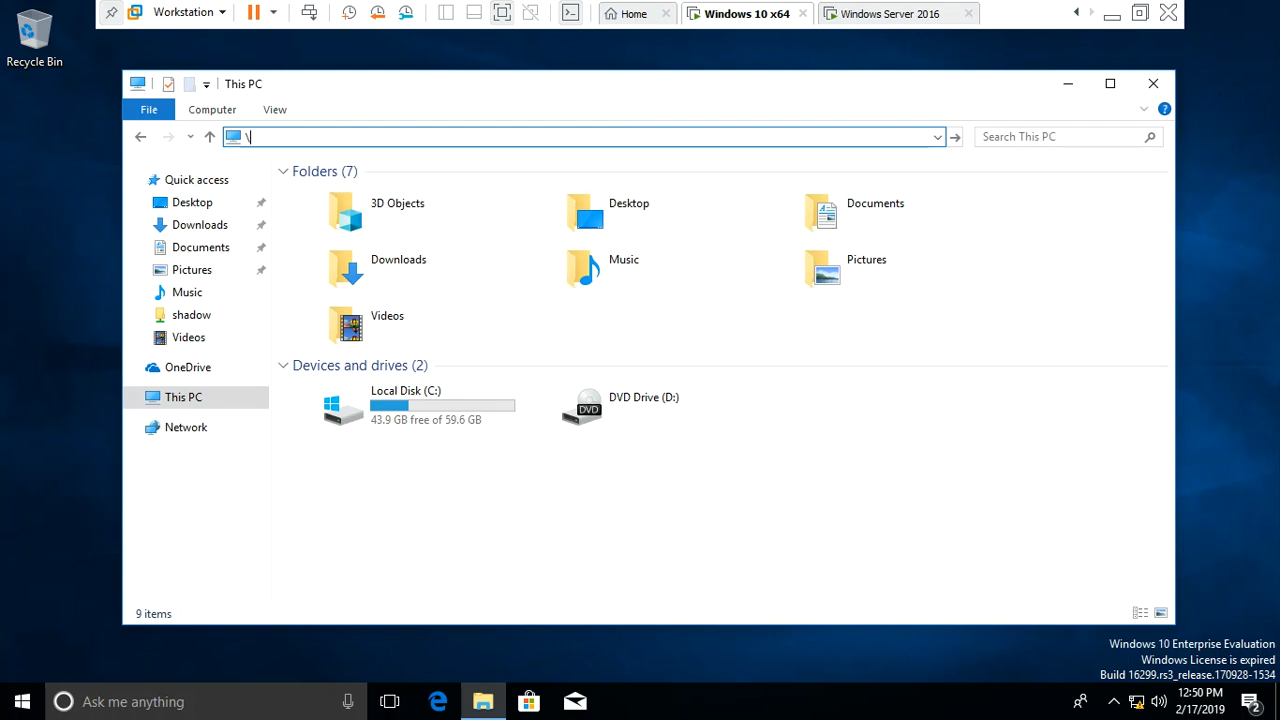 Workstation
Home
Windows 10 x64
Windows Server 2016
Recycle Bin
This PC
File
Computer
View
\
Search This PC
Quick access
Desktop
Downloads
Documents
Pictures
Music
shadow
Videos
OneDrive
This PC
Network
Folders (7)
3D Objects
Desktop
Documents
Downloads
Music
Pictures
Videos
Devices and drives (2)
Local Disk (C:)
43.9 GB free of 59.6 GB
DVD
DVD Drive (D:)
9 items
Windows 10 Enterprise Evaluation
Windows License is expired
Build 16299.rs3_release.170928-1534
Ask me anything
12:50 PM
2/17/2019
2